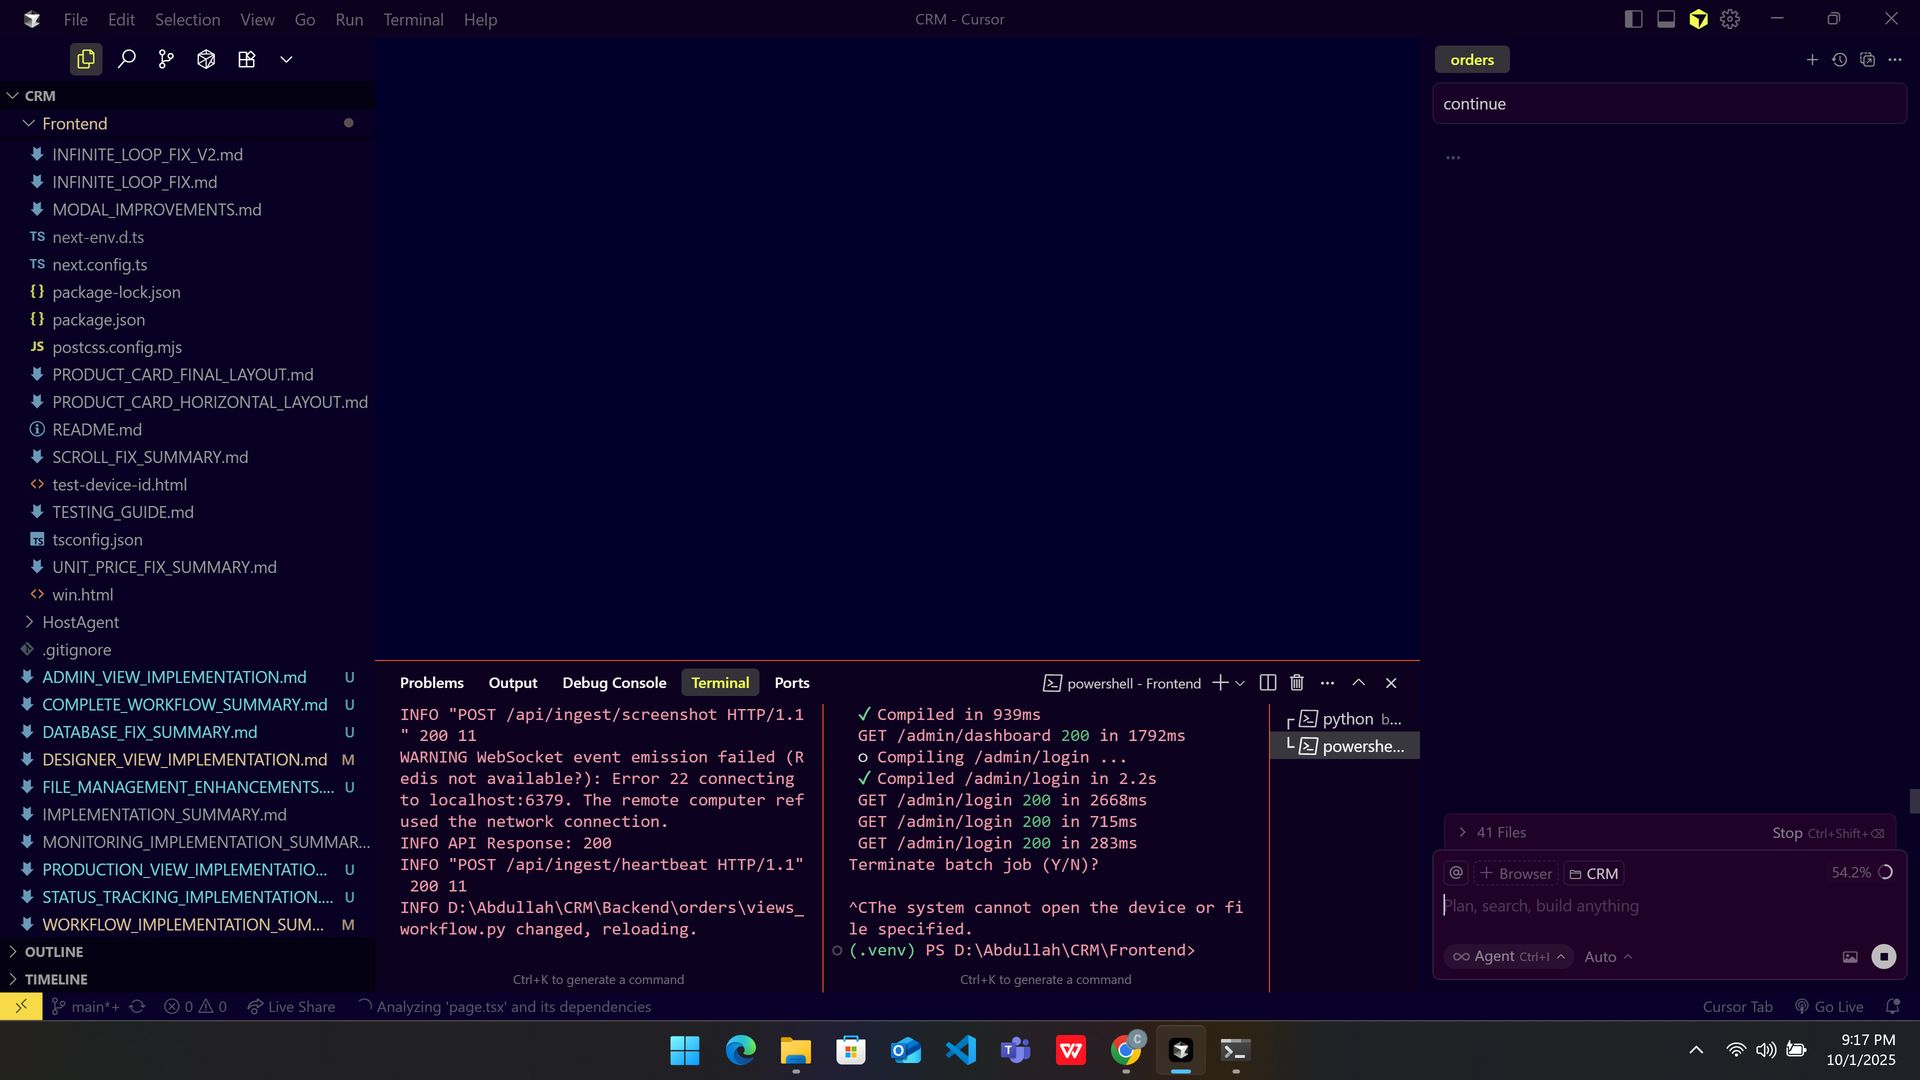 File Edit Selection View Go Run Terminal Help
CRM - Cursor
CRM
Frontend
INFINITE_LOOP_FIX_V2.md
INFINITE_LOOP_FIX.md
MODAL_IMPROVEMENTS.md
TS next-env.d.ts
TS next.config.ts
{} package-lock.json
{} package.json
JS postcss.config.mjs
PRODUCT_CARD_FINAL_LAYOUT.md
PRODUCT_CARD_HORIZONTAL_LAYOUT.md
README.md
SCROLL_FIX_SUMMARY.md
<> test-device-id.html
TESTING_GUIDE.md
TS tsconfig.json
UNIT_PRICE_FIX_SUMMARY.md
<> win.html
HostAgent
.gitignore
ADMIN_VIEW_IMPLEMENTATION.md U
COMPLETE_WORKFLOW_SUMMARY.md U
DATABASE_FIX_SUMMARY.md U
DESIGNER_VIEW_IMPLEMENTATION.md M
FILE_MANAGEMENT_ENHANCEMENTS.... U
IMPLEMENTATION_SUMMARY.md
MONITORING_IMPLEMENTATION_SUMMAR...
PRODUCTION_VIEW_IMPLEMENTATIO... U
STATUS_TRACKING_IMPLEMENTATION.... U
WORKFLOW_IMPLEMENTATION_SUM... M
OUTLINE
TIMELINE
Problems Output Debug Console Terminal Ports
powershell - Frontend
INFO "POST /api/ingest/screenshot HTTP/1.1
" 200 11
WARNING WebSocket event emission failed (R
edis not available?): Error 22 connecting
to localhost:6379. The remote computer ref
used the network connection.
INFO API Response: 200
INFO "POST /api/ingest/heartbeat HTTP/1.1"
200 11
INFO D:\Abdullah\CRM\Backend\orders\views_
workflow.py changed, reloading.
Ctrl+K to generate a command
✓ Compiled in 939ms
GET /admin/dashboard 200 in 1792ms
○ Compiling /admin/login ...
✓ Compiled /admin/login in 2.2s
GET /admin/login 200 in 2668ms
GET /admin/login 200 in 715ms
GET /admin/login 200 in 283ms
Terminate batch job (Y/N)?
^CThe system cannot open the device or fi
le specified.
(.venv) PS D:\Abdullah\CRM\Frontend>
Ctrl+K to generate a command
python b...
powershe...
orders
continue
...
41 Files Stop Ctrl+Shift+⌫
@ + Browser CRM 54.2%
Plan, search, build anything
∞ Agent Ctrl+I Auto
main*+ 0 0 Live Share Analyzing 'page.tsx' and its dependencies
Cursor Tab Go Live
9:17 PM
10/1/2025